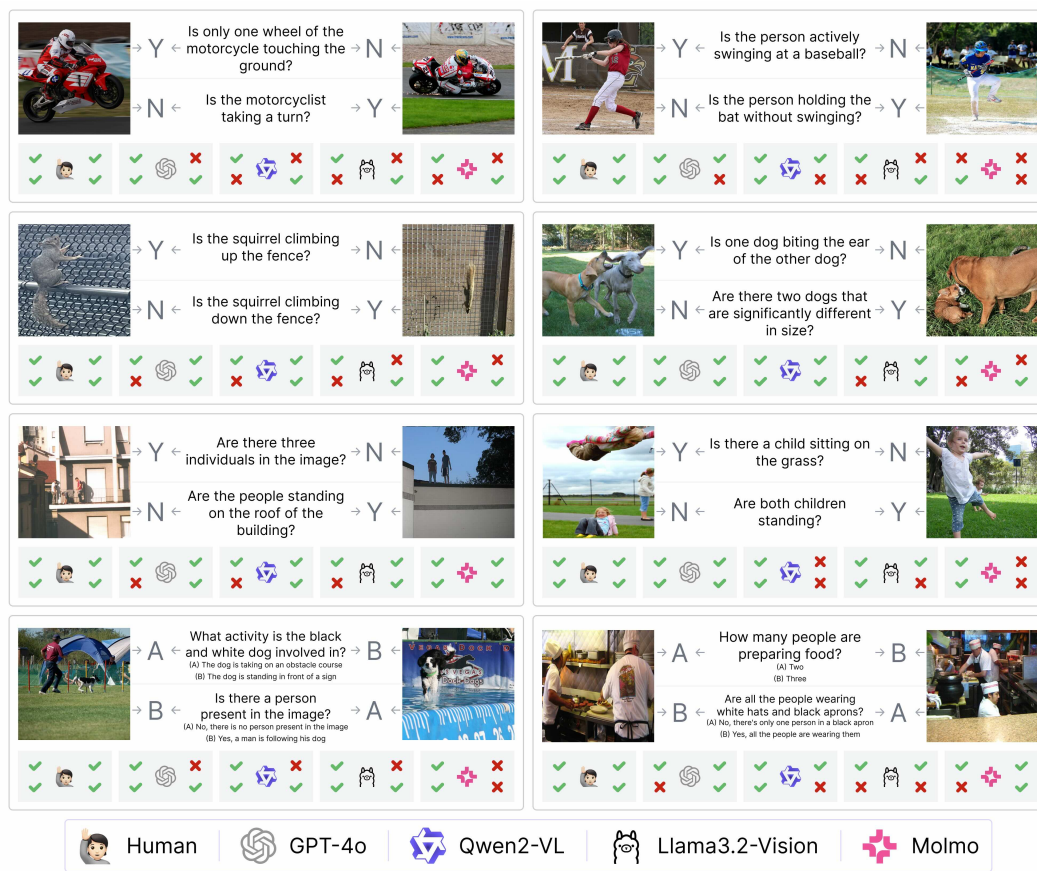 Y
Is only one wheel of the
motorcycle touching the
ground?
N
N
Is the motorcyclist
taking a turn?
Y
Y
Is the person actively
swinging at a baseball?
N
N
Is the person holding the
bat without swinging?
Y
Y
Is the squirrel climbing
up the fence?
N
N
Is the squirrel climbing
down the fence?
Y
Y
Is one dog biting the ear
of the other dog?
N
N
Are there two dogs that
are significantly different
in size?
Y
Y
Are there three
individuals in the image?
N
N
Are the people standing
on the roof of the
building?
Y
Y
Is there a child sitting on
the grass?
N
N
Are both children
standing?
Y
A
What activity is the black
and white dog involved in?
(A) The dog is taking on an obstacle course
(B) The dog is standing in front of a sign
B
B
Is there a person
present in the image?
(A) No, there is no person present in the image
(B) Yes, a man is following his dog
A
A
How many people are
preparing food?
(A) Two
(B) Three
B
B
Are all the people wearing
white hats and black aprons?
(A) No, there's only one person in a black apron
(B) Yes, all the people are wearing them
A
Human
GPT-4o
Qwen2-VL
Llama3.2-Vision
Molmo